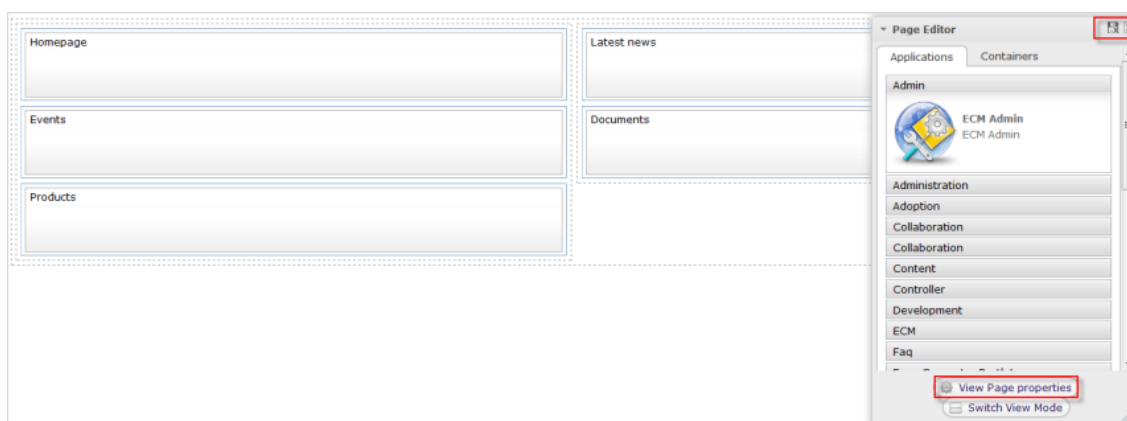 Homepage
Latest news
Events
Documents
Products
Page Editor
Applications
Containers
Admin
ECM Admin
ECM Admin
Administration
Adoption
Collaboration
Collaboration
Content
Controller
Development
ECM
Faq
View Page properties
Switch View Mode